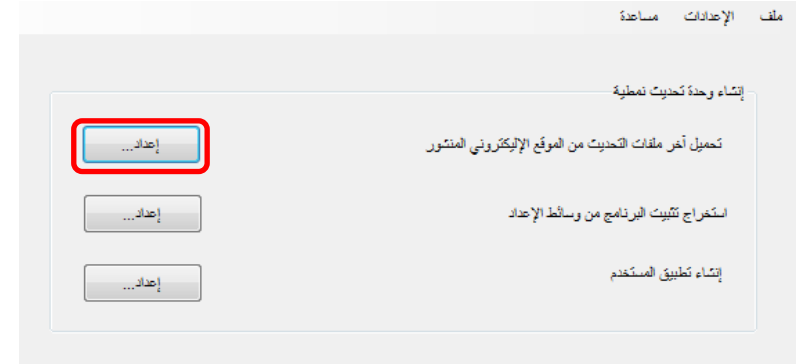 ملف الإعدادات مساعدة
إنشاء وحدة تحديث نمطية
تحميل آخر ملفات التحديث من الموقع الإليكتروني المنشور
إعداد...
استخراج تثبيت البرنامج من وسائط الإعداد
إعداد...
إنشاء تطبيق المستخدم
إعداد...